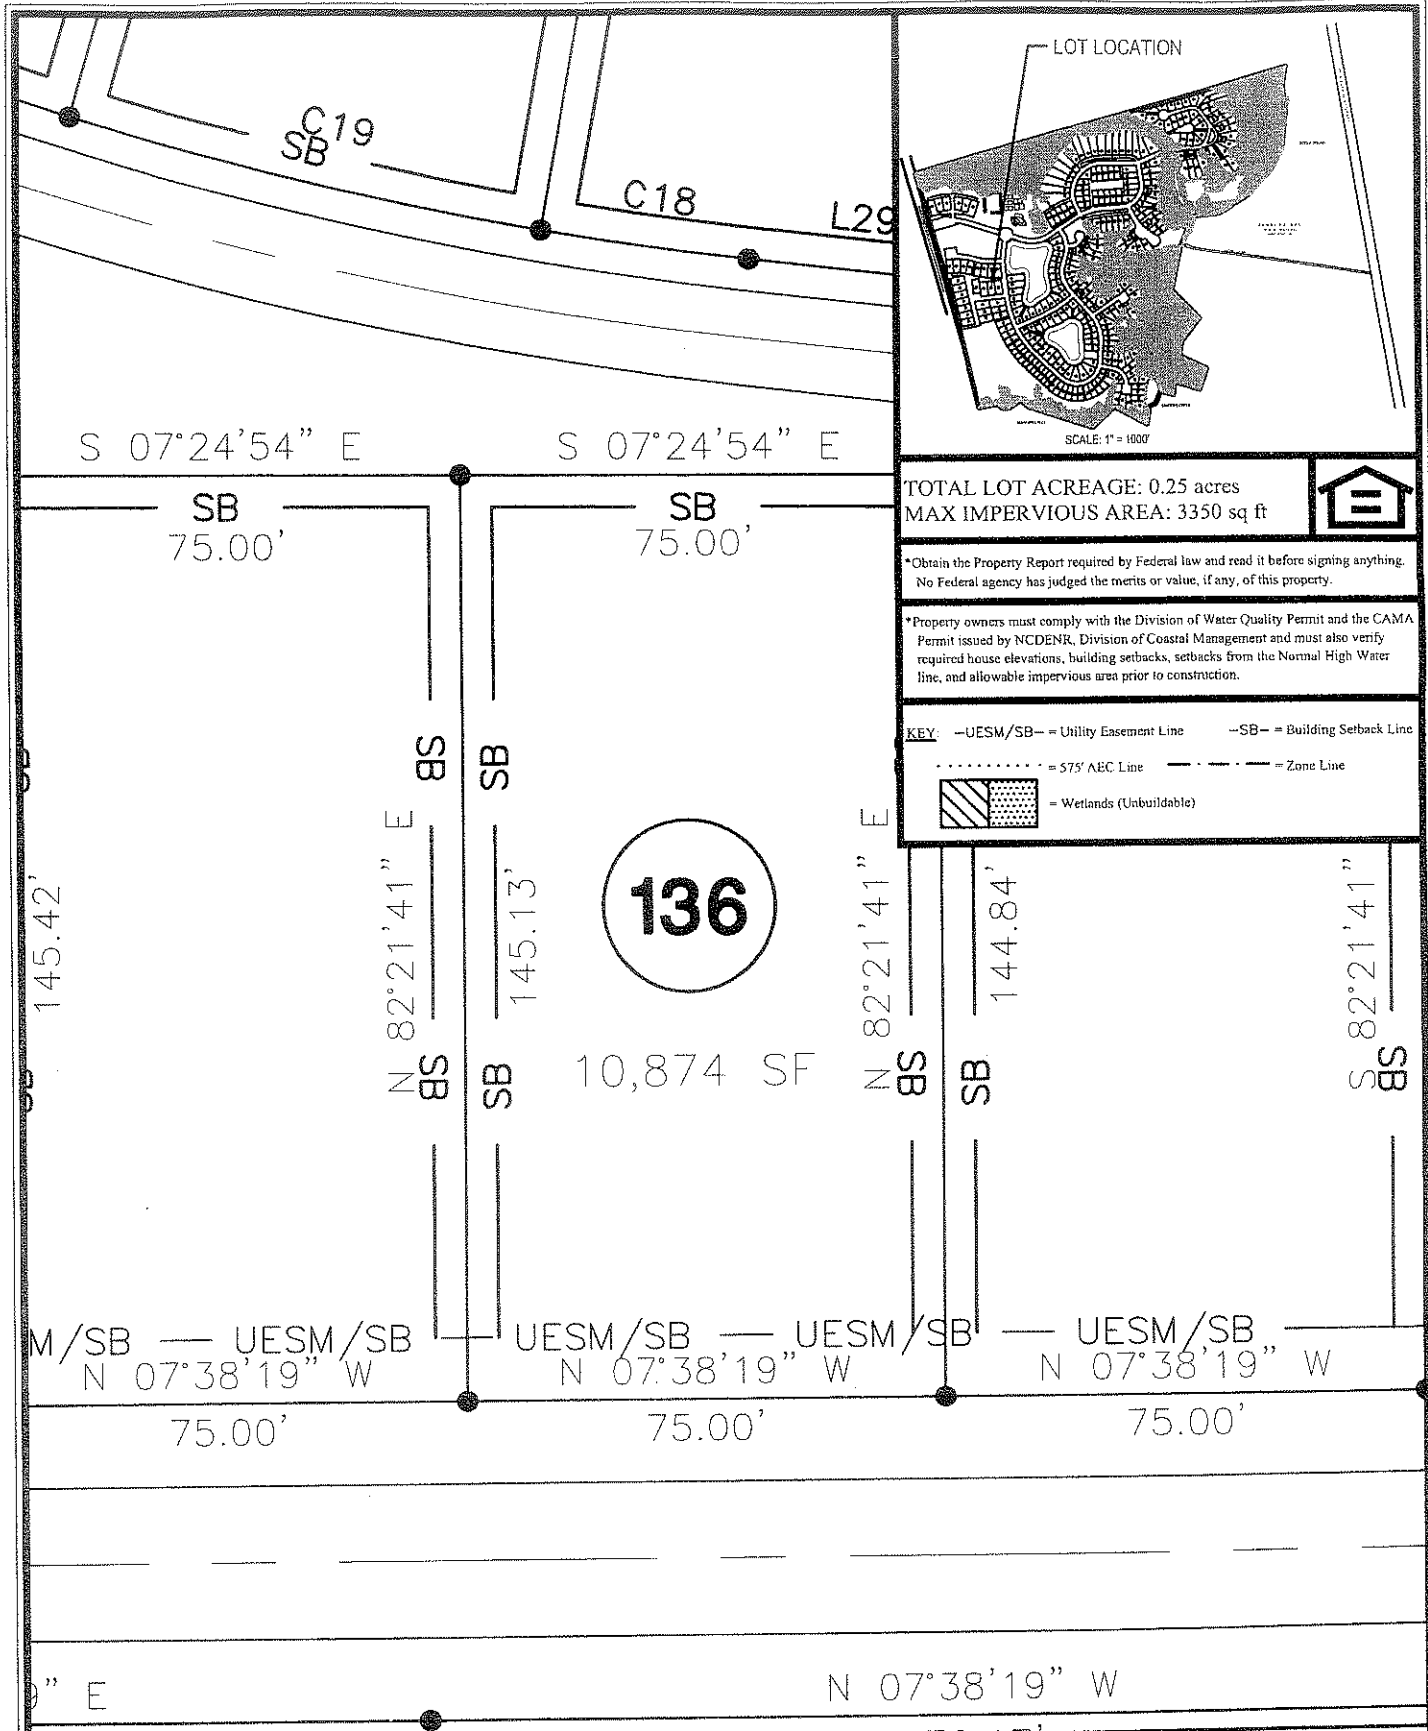 LOT LOCATION
SCALE: 1" = 1000'
C19
SB
C18
L29
TOTAL LOT ACREAGE: 0.25 acres
MAX IMPERVIOUS AREA: 3350 sq ft
*Obtain the Property Report required by Federal law and read it before signing anything.
No Federal agency has judged the merits or value, if any, of this property.
*Property owners must comply with the Division of Water Quality Permit and the CAMA
Permit issued by NCDENR, Division of Coastal Management and must also verify
required house elevations, building setbacks, setbacks from the Normal High Water
line, and allowable impervious area prior to construction.
KEY: -UESM/SB- = Utility Easement Line -SB- = Building Setback Line
= 575' AEC Line = Zone Line
= Wetlands (Unbuildable)
S 07°24'54" E
S 07°24'54" E
SB
75.00'
SB
75.00'
SB
SB
145.42'
N 82°21'41" E
145.13'
136
N 82°21'41" E
144.84'
S 82°21'41"
SB
SB
10,874 SF
SB
SB
SB
M/SB UESM/SB UESM/SB UESM/SB UESM/SB
N 07°38'19" W
N 07°38'19" W
N 07°38'19" W
75.00'
75.00'
75.00'
" E
N 07°38'19" W